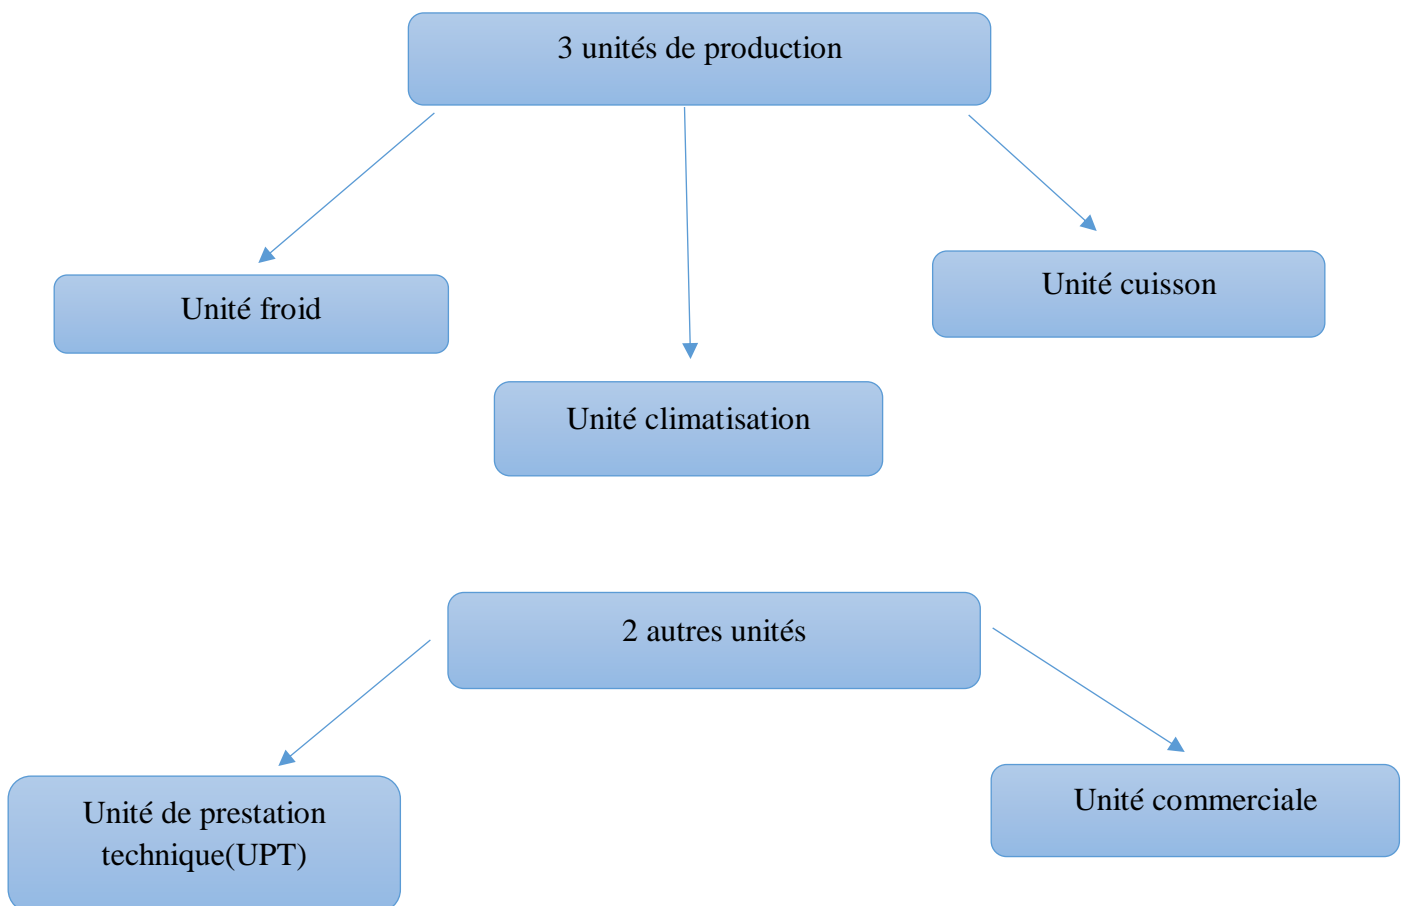 3 unités de production
Unité froid
Unité cuisson
Unité climatisation
2 autres unités
Unité de prestation
technique(UPT)
Unité commerciale